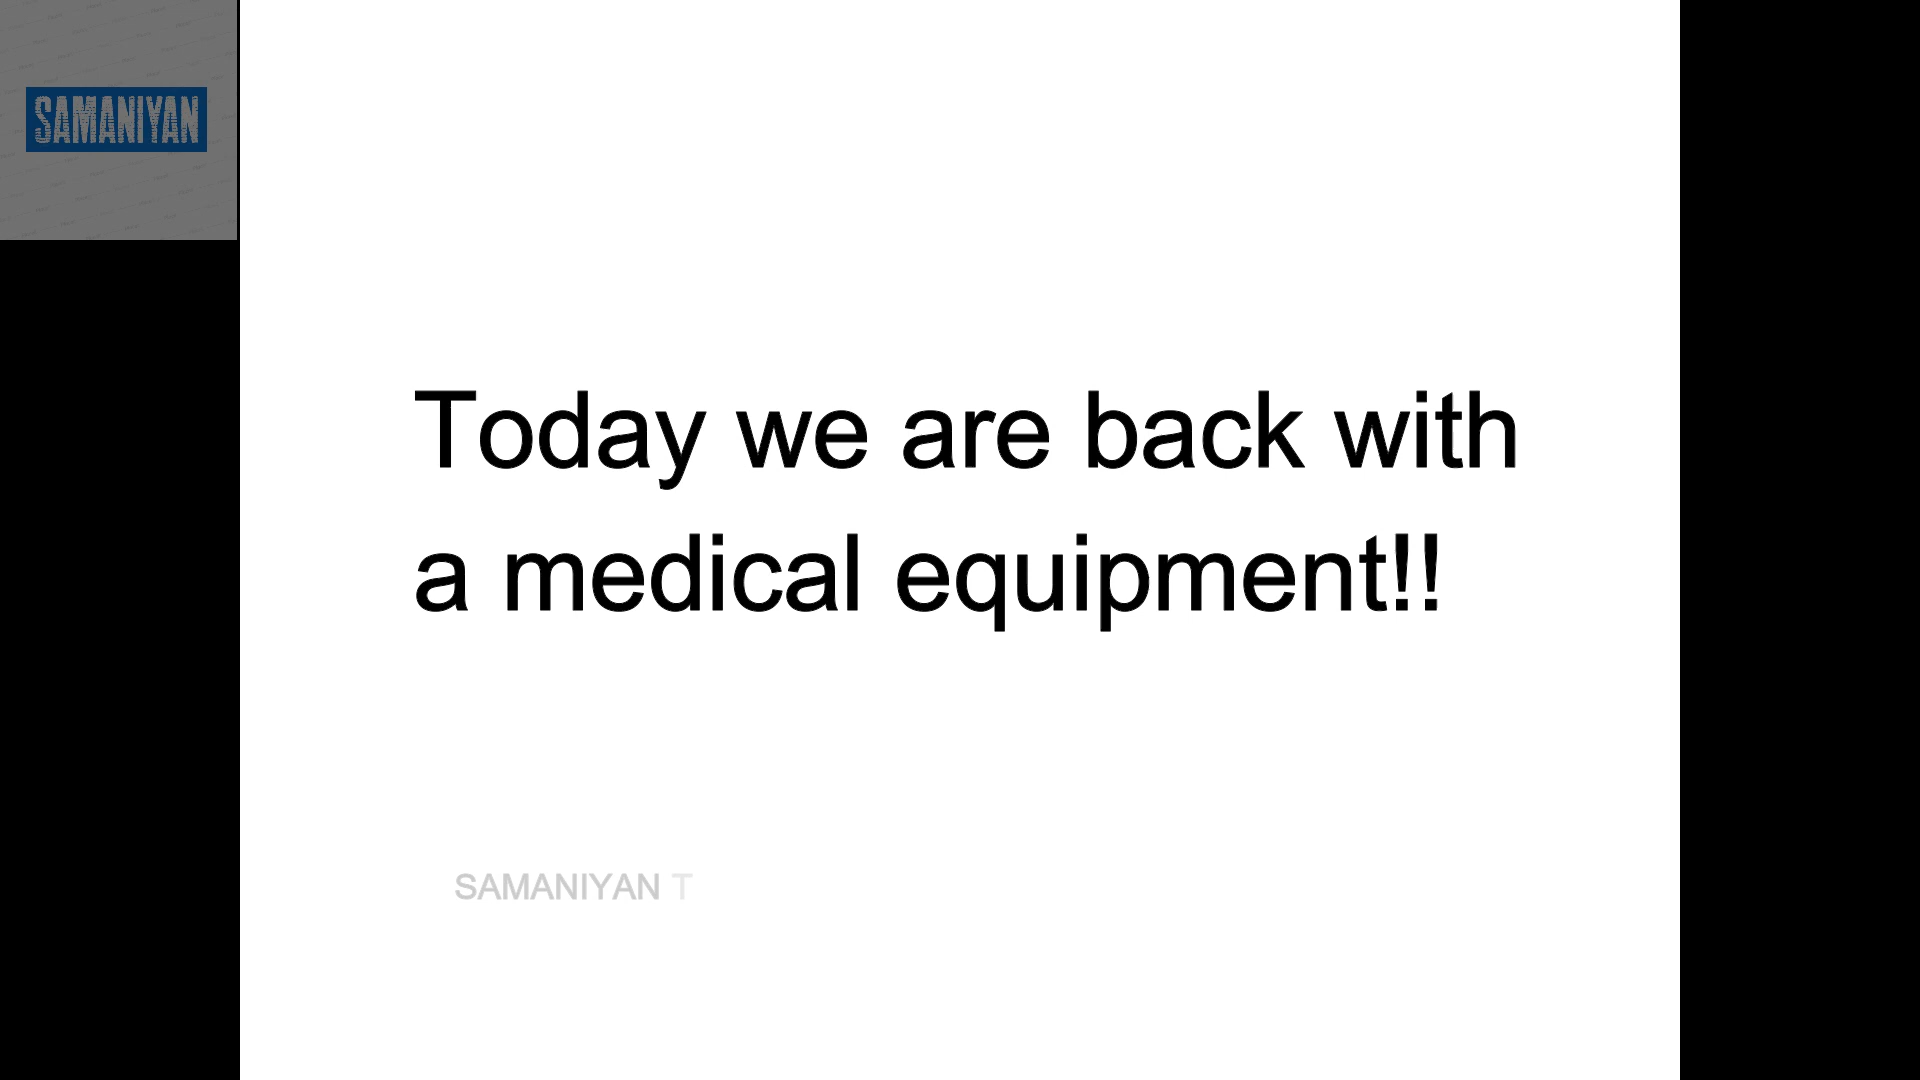 SAMANIYAN
Today we are back with
a medical equipment!!
SAMANIYAN T